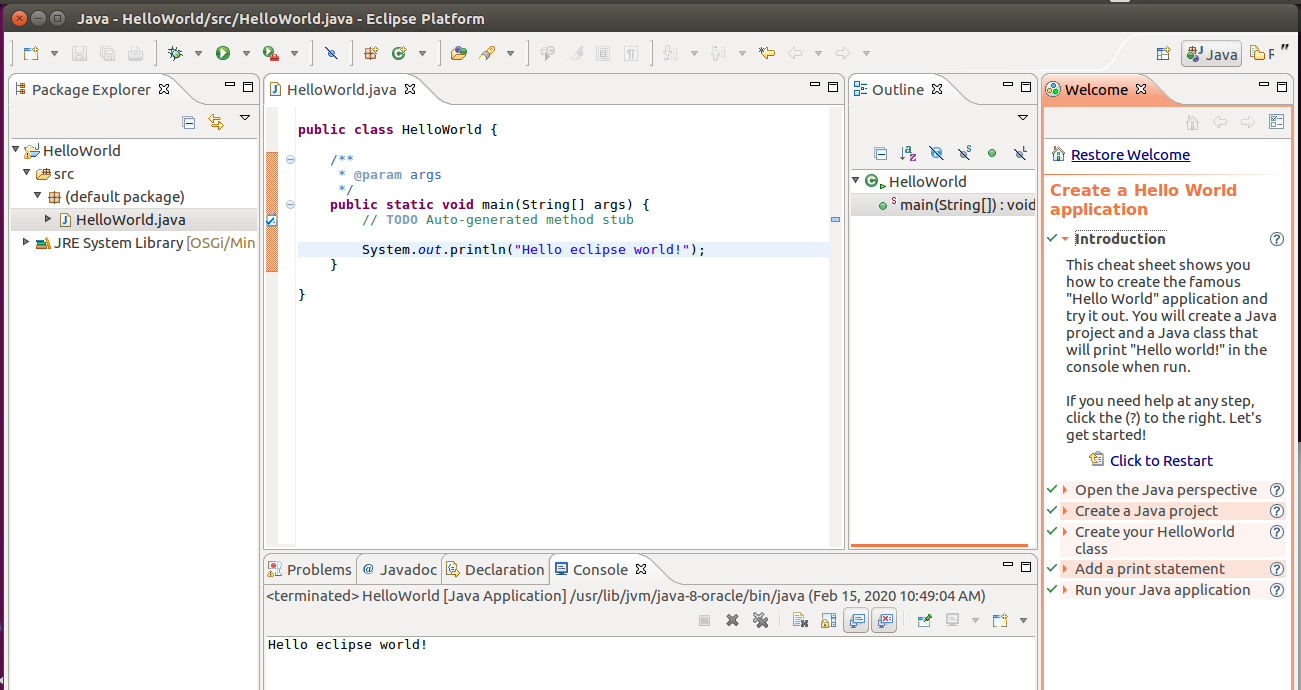 Java - HelloWorld/src/HelloWorld.java - Eclipse Platform
Java
Package Explorer
HelloWorld
src
(default package)
HelloWorld.java
JRE System Library [OSGi/Min
HelloWorld.java
public class HelloWorld {
/**
* @param args
*/
public static void main(String[] args) {
// TODO Auto-generated method stub
System.out.println("Hello eclipse world!");
}
}
Outline
HelloWorld
main(String[]) : void
Welcome
Restore Welcome
Create a Hello World
application
Introduction
This cheat sheet shows you
how to create the famous
"Hello World" application and
try it out. You will create a Java
project and a Java class that
will print "Hello world!" in the
console when run.
If you need help at any step,
click the (?) to the right. Let's
get started!
Click to Restart
Open the Java perspective
Create a Java project
Create your HelloWorld
class
Add a print statement
Run your Java application
Problems @ Javadoc Declaration Console
<terminated> HelloWorld [Java Application] /usr/lib/jvm/java-8-oracle/bin/java (Feb 15, 2020 10:49:04 AM)
Hello eclipse world!